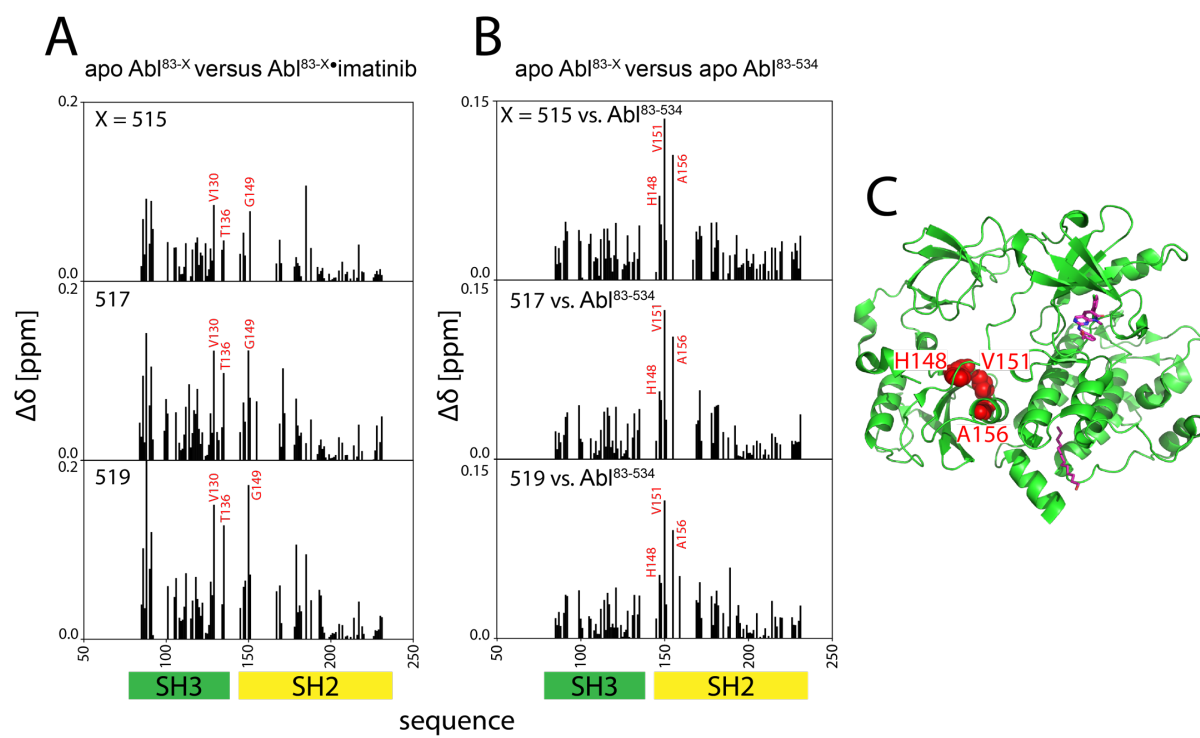 A
apo Abl83-X versus Abl83-X•imatinib
0.2
X = 515
V130
T136
G149
0.0
0.2
517
V130
T136
G149
0.0
0.2
519
V130
T136
G149
0.0
50
100
150
200
250
Δδ [ppm]
SH3
SH2
B
apo Abl83-X versus apo Abl83-534
0.15
X = 515 vs. Abl83-534
H148
V151
A156
0.0
0.15
517 vs. Abl83-534
H148
V151
A156
0.0
0.15
519 vs. Abl83-534
H148
V151
A156
0.0
50
100
150
200
250
Δδ [ppm]
SH3
SH2
sequence
C
H148
V151
A156